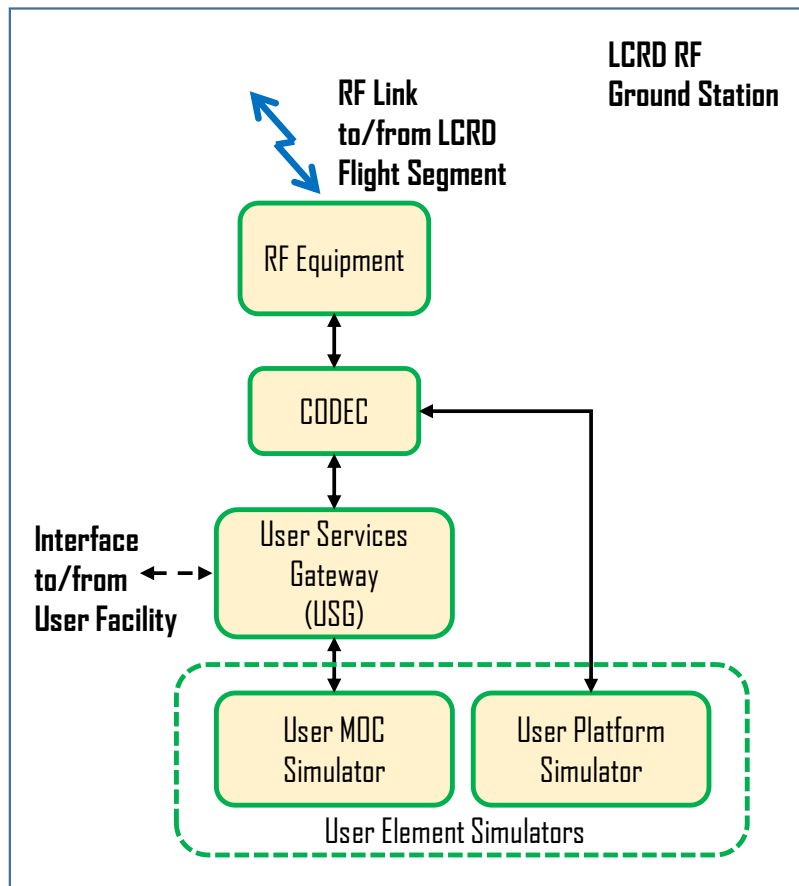 LCRD RF
Ground Station
RF Link
to/from LCRD
Flight Segment
RF Equipment
CODEC
User Services
Gateway
(USG)
Interface
to/from
User Facility
User MOC
Simulator
User Platform
Simulator
User Element Simulators